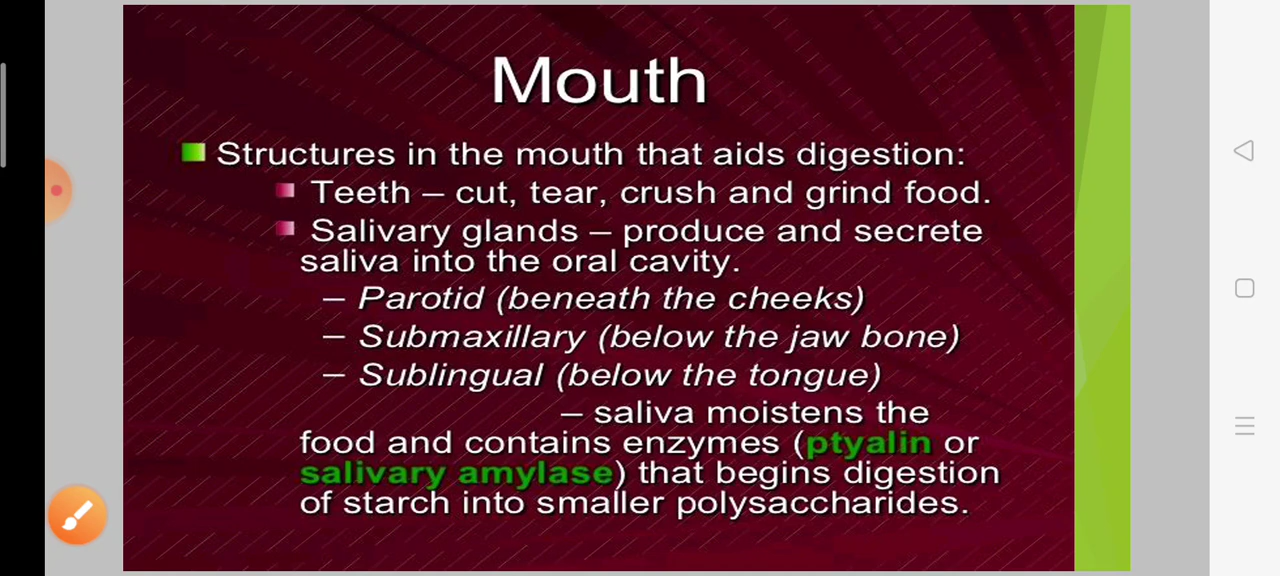 Mouth
Structures in the mouth that aids digestion:
Teeth – cut, tear, crush and grind food.
Salivary glands – produce and secrete
saliva into the oral cavity.
– Parotid (beneath the cheeks)
– Submaxillary (below the jaw bone)
– Sublingual (below the tongue)
– saliva moistens the
food and contains enzymes (ptyalin or
salivary amylase) that begins digestion
of starch into smaller polysaccharides.